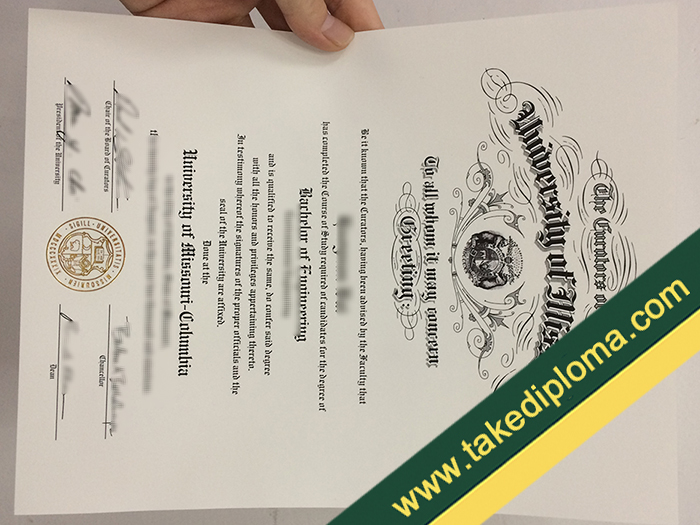 The Curators of
University of Miss
To all whom it may concern
Greeting:
Be it known that the Curators, having been advised by the Faculty that
has completed the Course of Study required of candidates for the degree of
Bachelor of Engineering
and is qualified to receive the same, do confer said degree
with all the honors and privileges appertaining thereto.
In testimony whereof the signatures of the proper officials and the
seal of the University are affixed.
Done at the
University of Missouri-Columbia
Chair of the Board of Curators
President of the University
SIGILL · UNIVERSITATIS
Chancellor
Dean
www.takediploma.com